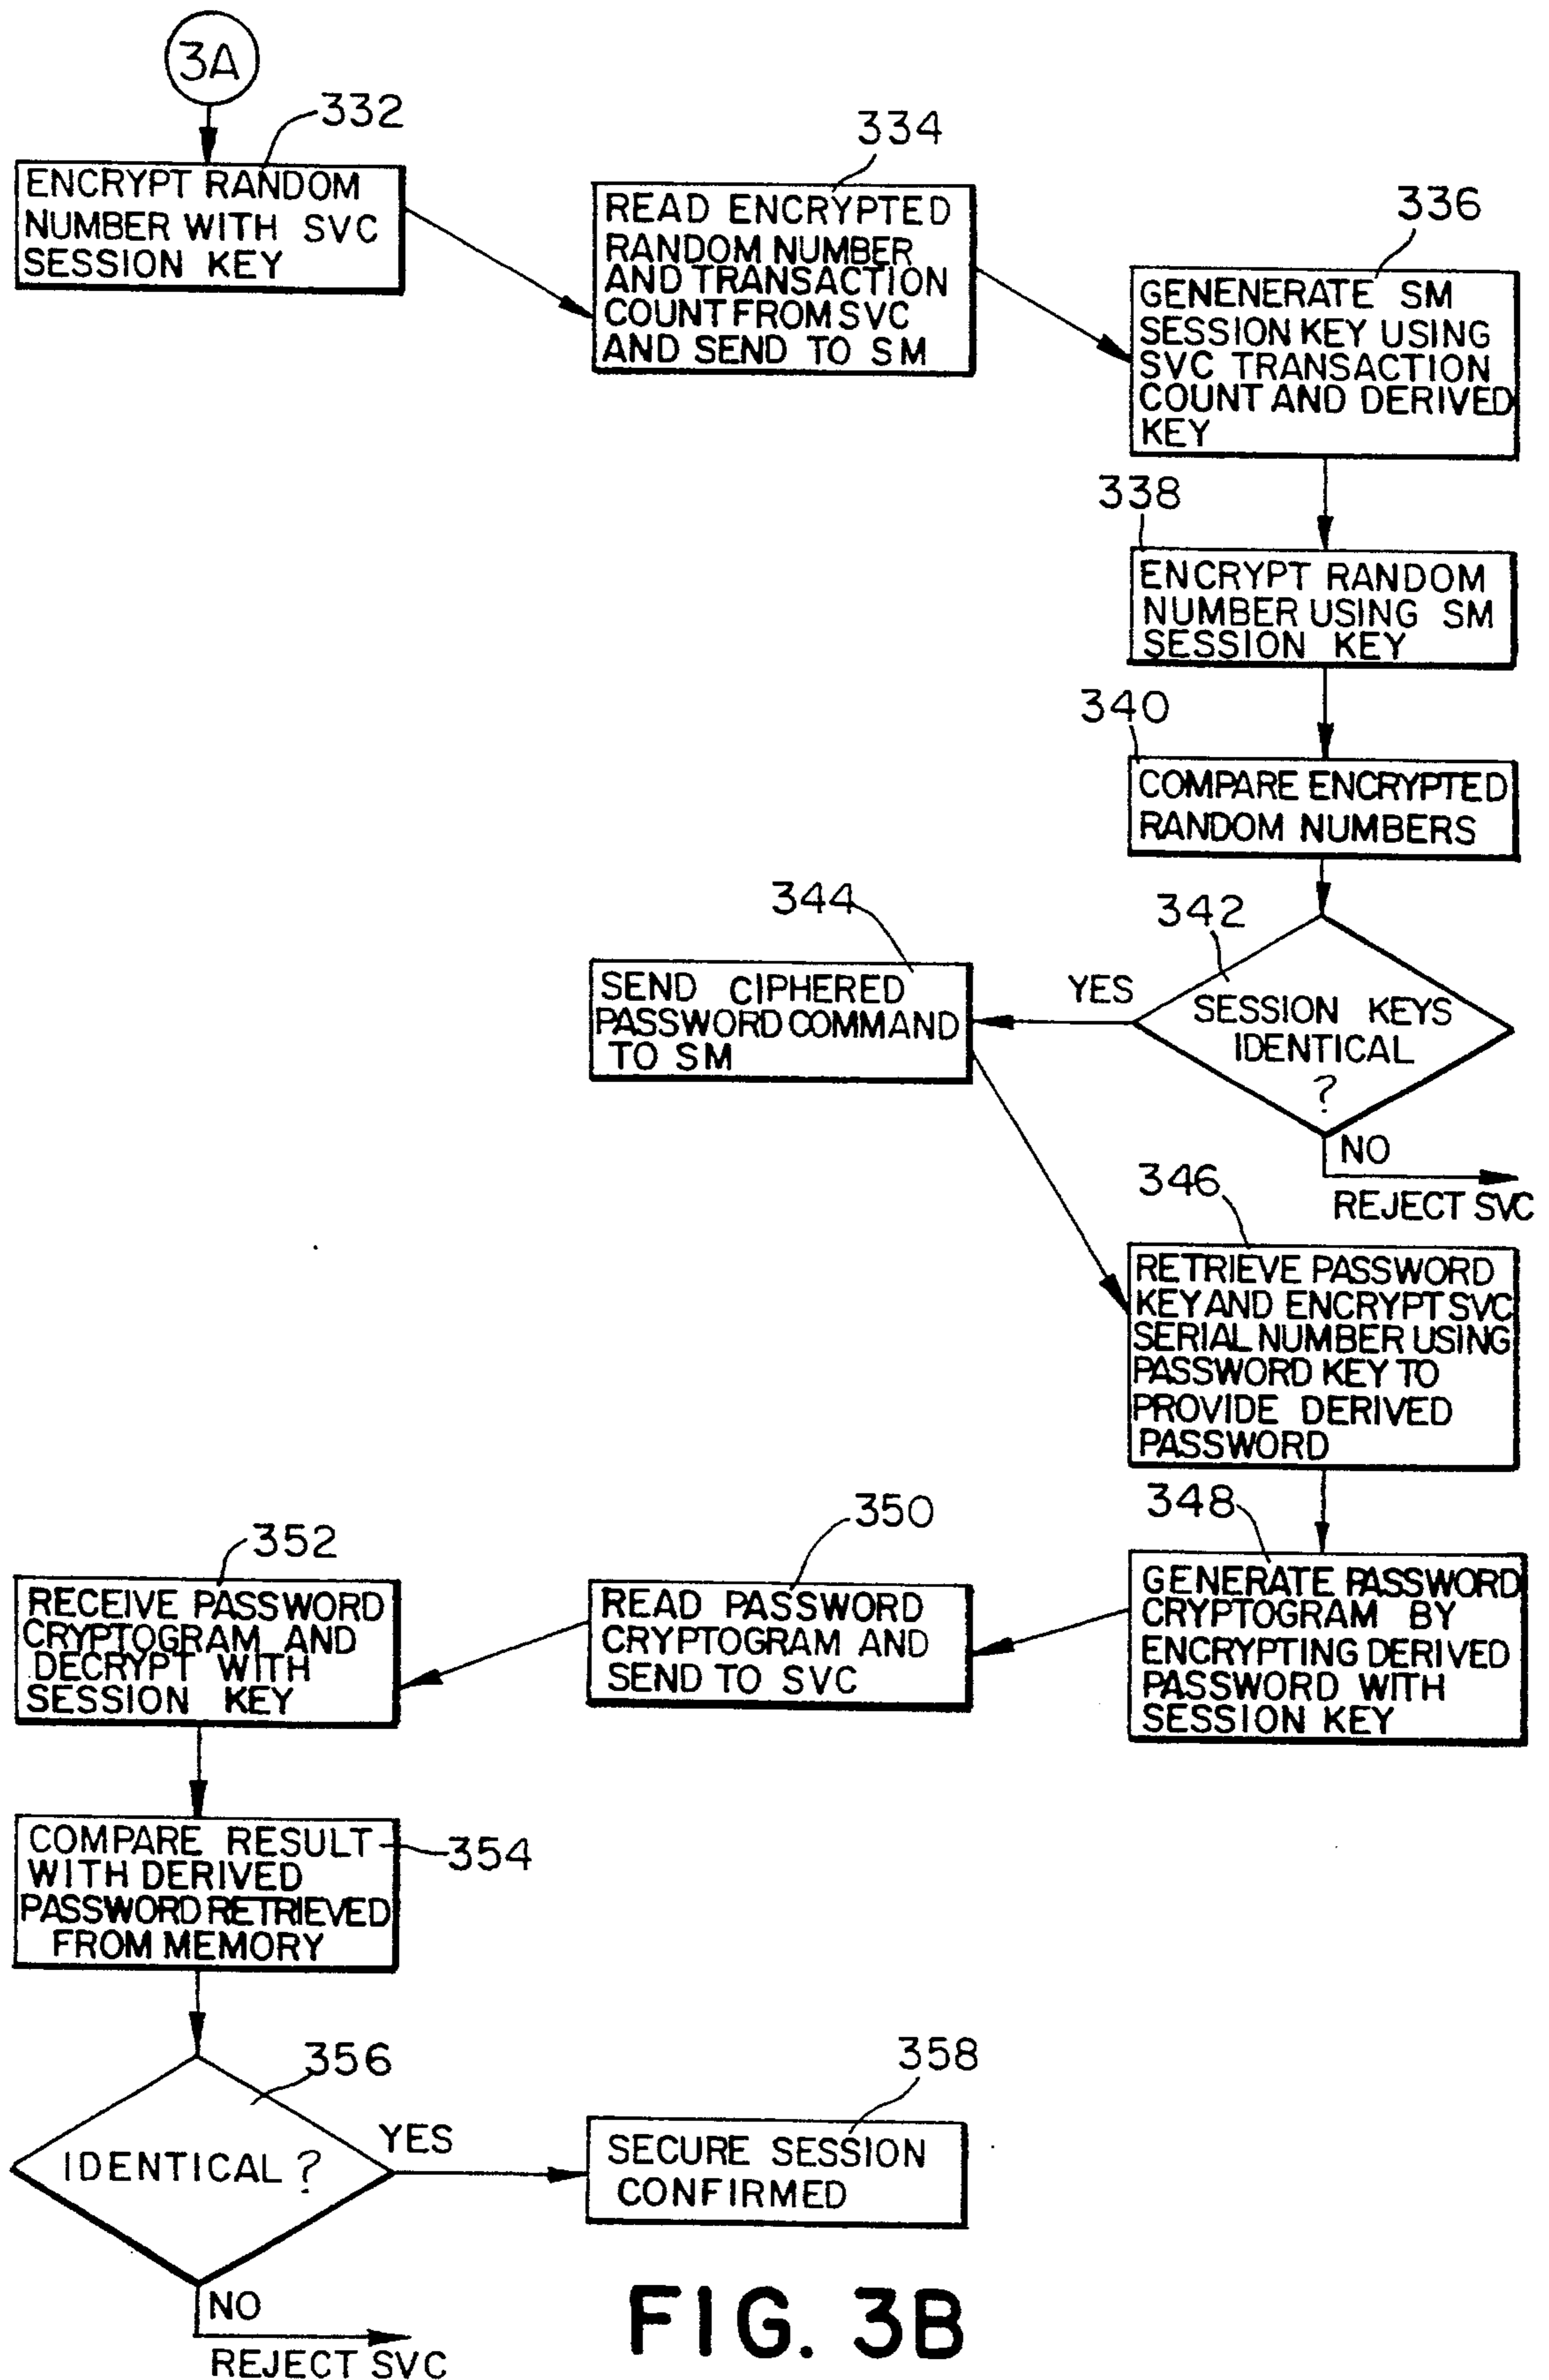 3A
332
ENCRYPT RANDOM
NUMBER WITH SVC
SESSION KEY
334
READ ENCRYPTED
RANDOM NUMBER
AND TRANSACTION
COUNT FROM SVC
AND SEND TO SM
336
GENENERATE SM
SESSION KEY USING
SVC TRANSACTION
COUNT AND DERIVED
KEY
338
ENCRYPT RANDOM
NUMBER USING SM
SESSION KEY
340
COMPARE ENCRYPTED
RANDOM NUMBERS
342
SESSION KEYS
IDENTICAL
?
YES
NO
REJECT SVC
344
SEND CIPHERED
PASSWORD COMMAND
TO SM
346
RETRIEVE PASSWORD
KEY AND ENCRYPT SVC
SERIAL NUMBER USING
PASSWORD KEY TO
PROVIDE DERIVED
PASSWORD
348
GENERATE PASSWORD
CRYPTOGRAM BY
ENCRYPTING DERIVED
PASSWORD WITH
SESSION KEY
350
READ PASSWORD
CRYPTOGRAM AND
SEND TO SVC
352
RECEIVE PASSWORD
CRYPTOGRAM AND
DECRYPT WITH
SESSION KEY
354
COMPARE RESULT
WITH DERIVED
PASSWORD RETRIEVED
FROM MEMORY
356
IDENTICAL ?
YES
NO
REJECT SVC
358
SECURE SESSION
CONFIRMED
FIG. 3B